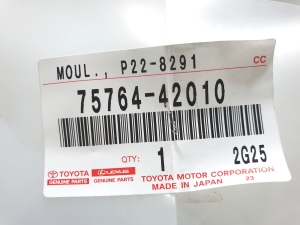 MOUL., P22-8291
CC
75764-42010
QTY: 1 2G25
TOYOTA LEXUS TOYOTA MOTOR CORPORATION
GENUINE PARTS GENUINE PARTS MADE IN JAPAN 23